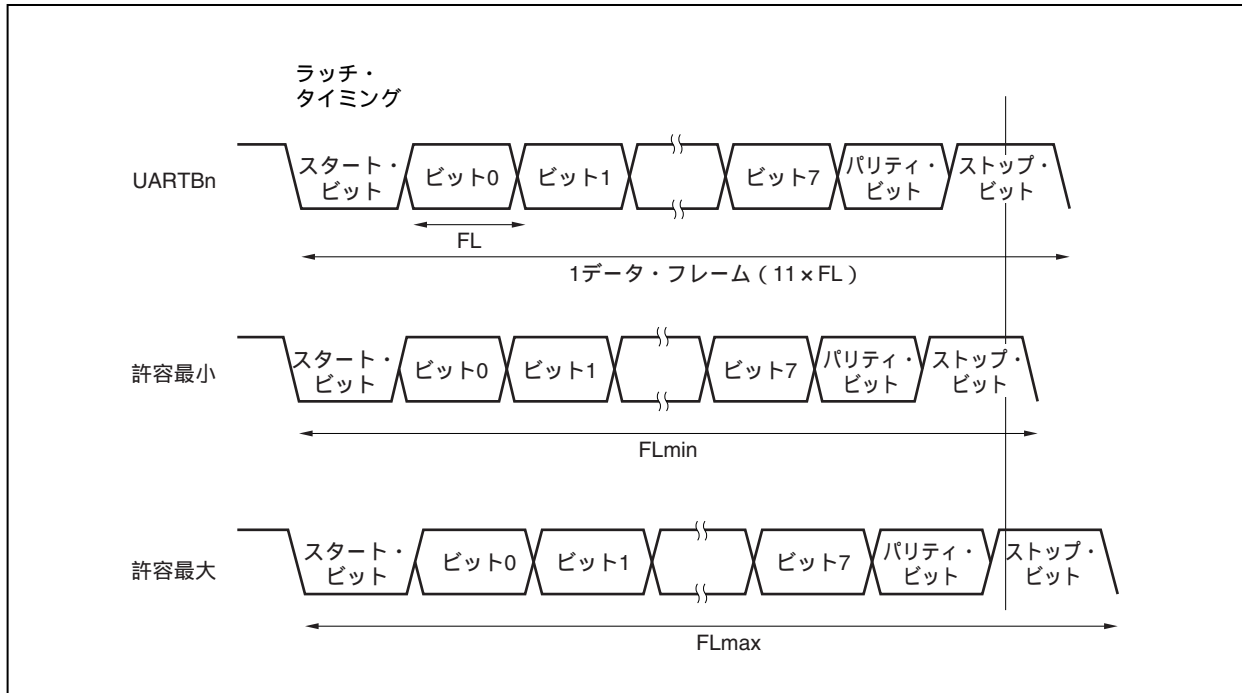 ラッチ・
タイミング
UARTBn
スタート・
ビット
ビット0
ビット1
ビット7
パリティ・
ビット
ストップ・
ビット
FL
1データ・フレーム（11×FL）
許容最小
スタート・
ビット
ビット0
ビット1
ビット7
パリティ・
ビット
ストップ・
ビット
FLmin
許容最大
スタート・
ビット
ビット0
ビット1
ビット7
パリティ・
ビット
ストップ・
ビット
FLmax